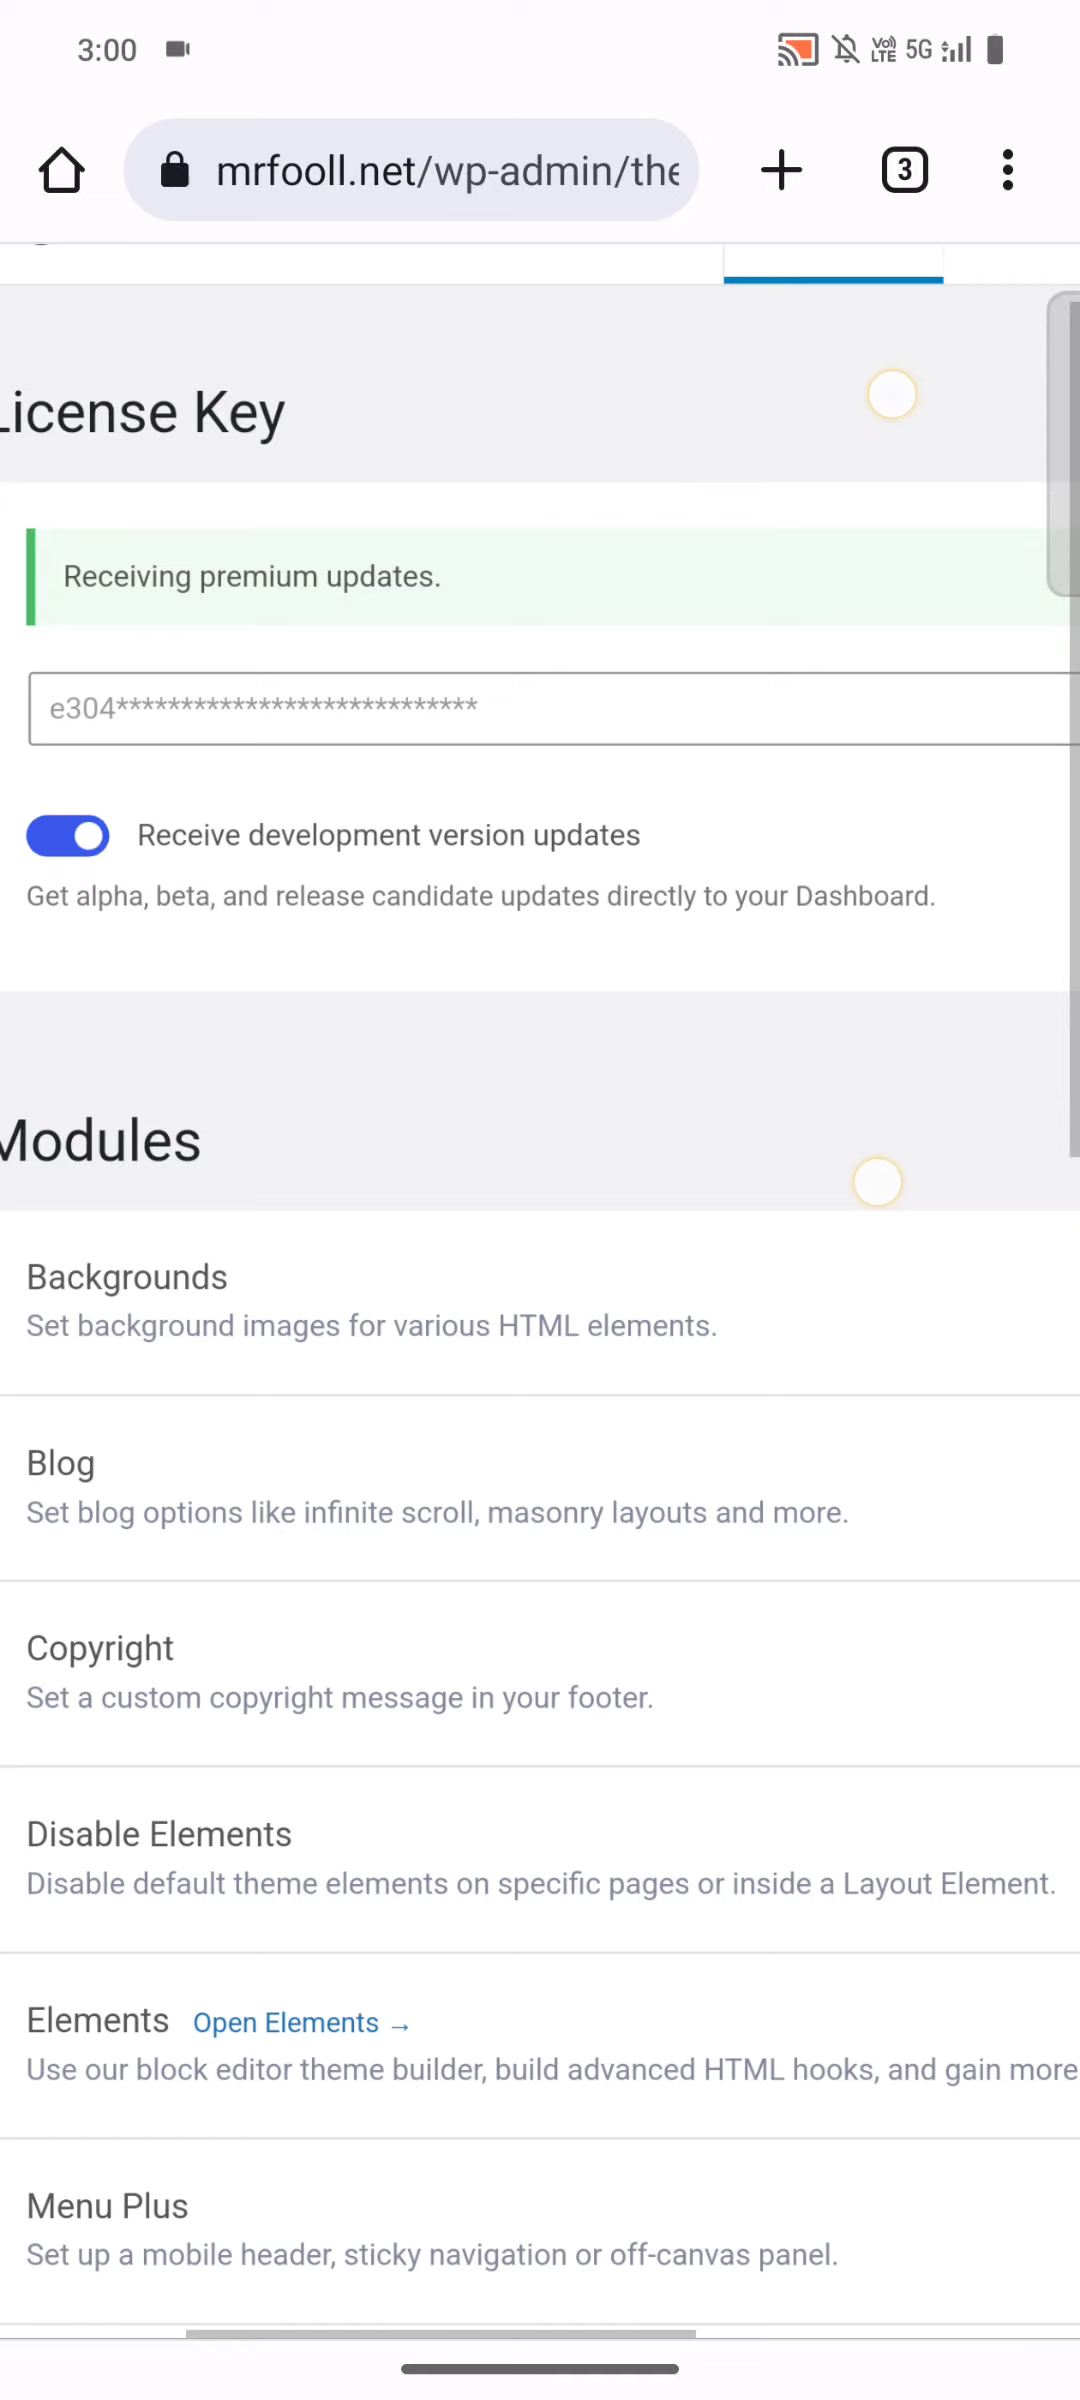 3:00
Vo)) LTE 5G
mrfooll.net/wp-admin/the
3
License Key
Receiving premium updates.
e304****************************
Receive development version updates
Get alpha, beta, and release candidate updates directly to your Dashboard.
Modules
Backgrounds
Set background images for various HTML elements.
Blog
Set blog options like infinite scroll, masonry layouts and more.
Copyright
Set a custom copyright message in your footer.
Disable Elements
Disable default theme elements on specific pages or inside a Layout Element.
Elements Open Elements →
Use our block editor theme builder, build advanced HTML hooks, and gain more
Menu Plus
Set up a mobile header, sticky navigation or off-canvas panel.